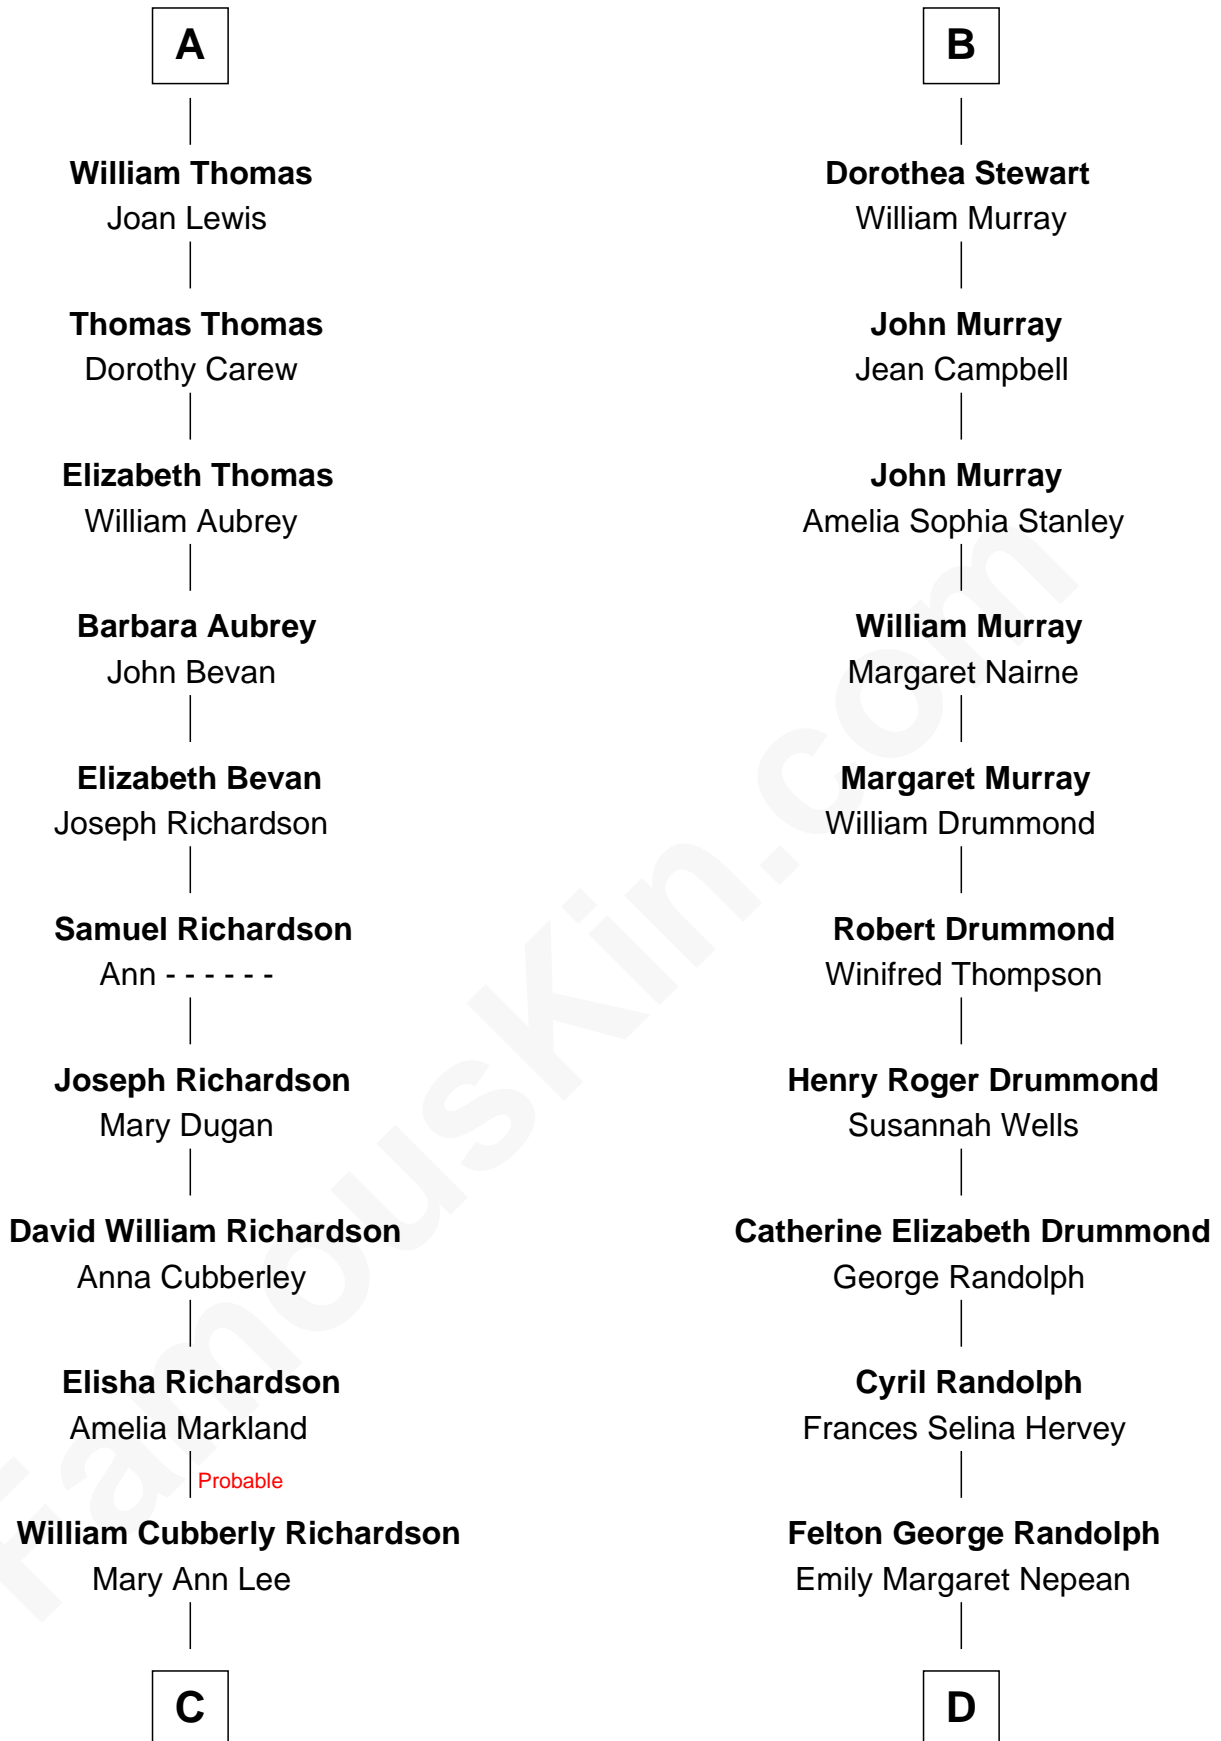 A
William Thomas
Joan Lewis
Thomas Thomas
Dorothy Carew
Elizabeth Thomas
William Aubrey
Barbara Aubrey
John Bevan
Elizabeth Bevan
Joseph Richardson
Samuel Richardson
Ann - - - - - -
Joseph Richardson
Mary Dugan
David William Richardson
Anna Cubberley
Elisha Richardson
Amelia Markland
Probable
William Cubberly Richardson
Mary Ann Lee
C
B
Dorothea Stewart
William Murray
John Murray
Jean Campbell
John Murray
Amelia Sophia Stanley
William Murray
Margaret Nairne
Margaret Murray
William Drummond
Robert Drummond
Winifred Thompson
Henry Roger Drummond
Susannah Wells
Catherine Elizabeth Drummond
George Randolph
Cyril Randolph
Frances Selina Hervey
Felton George Randolph
Emily Margaret Nepean
D
FamousKin.com